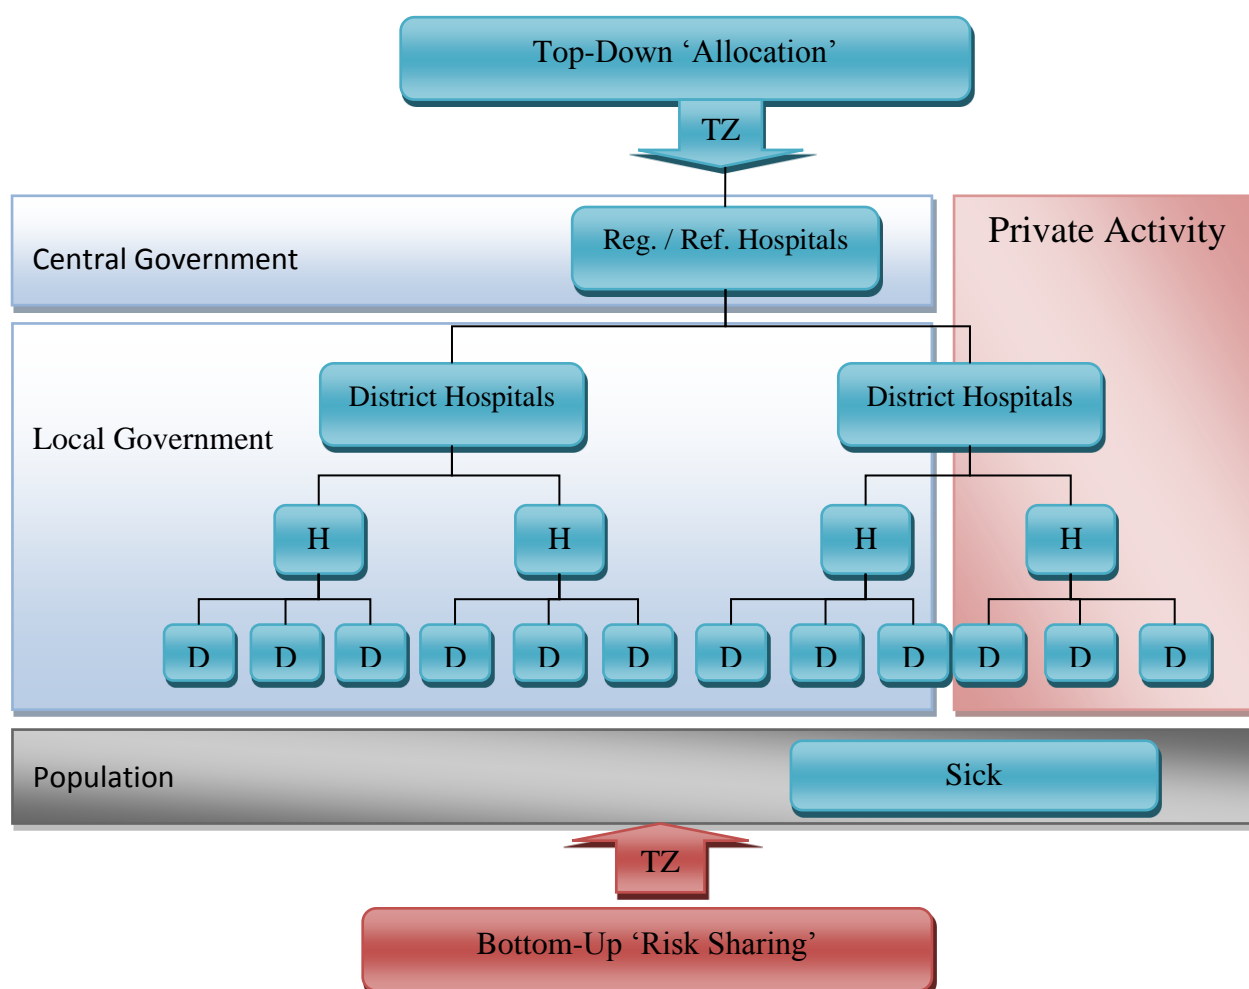 Top-Down ‘Allocation’
TZ
Private Activity
Reg. / Ref. Hospitals
Central Government
District Hospitals
District Hospitals
Local Government
H H H H
D D D D D D D D D D D D
Sick
Population
TZ
Bottom-Up ‘Risk Sharing’